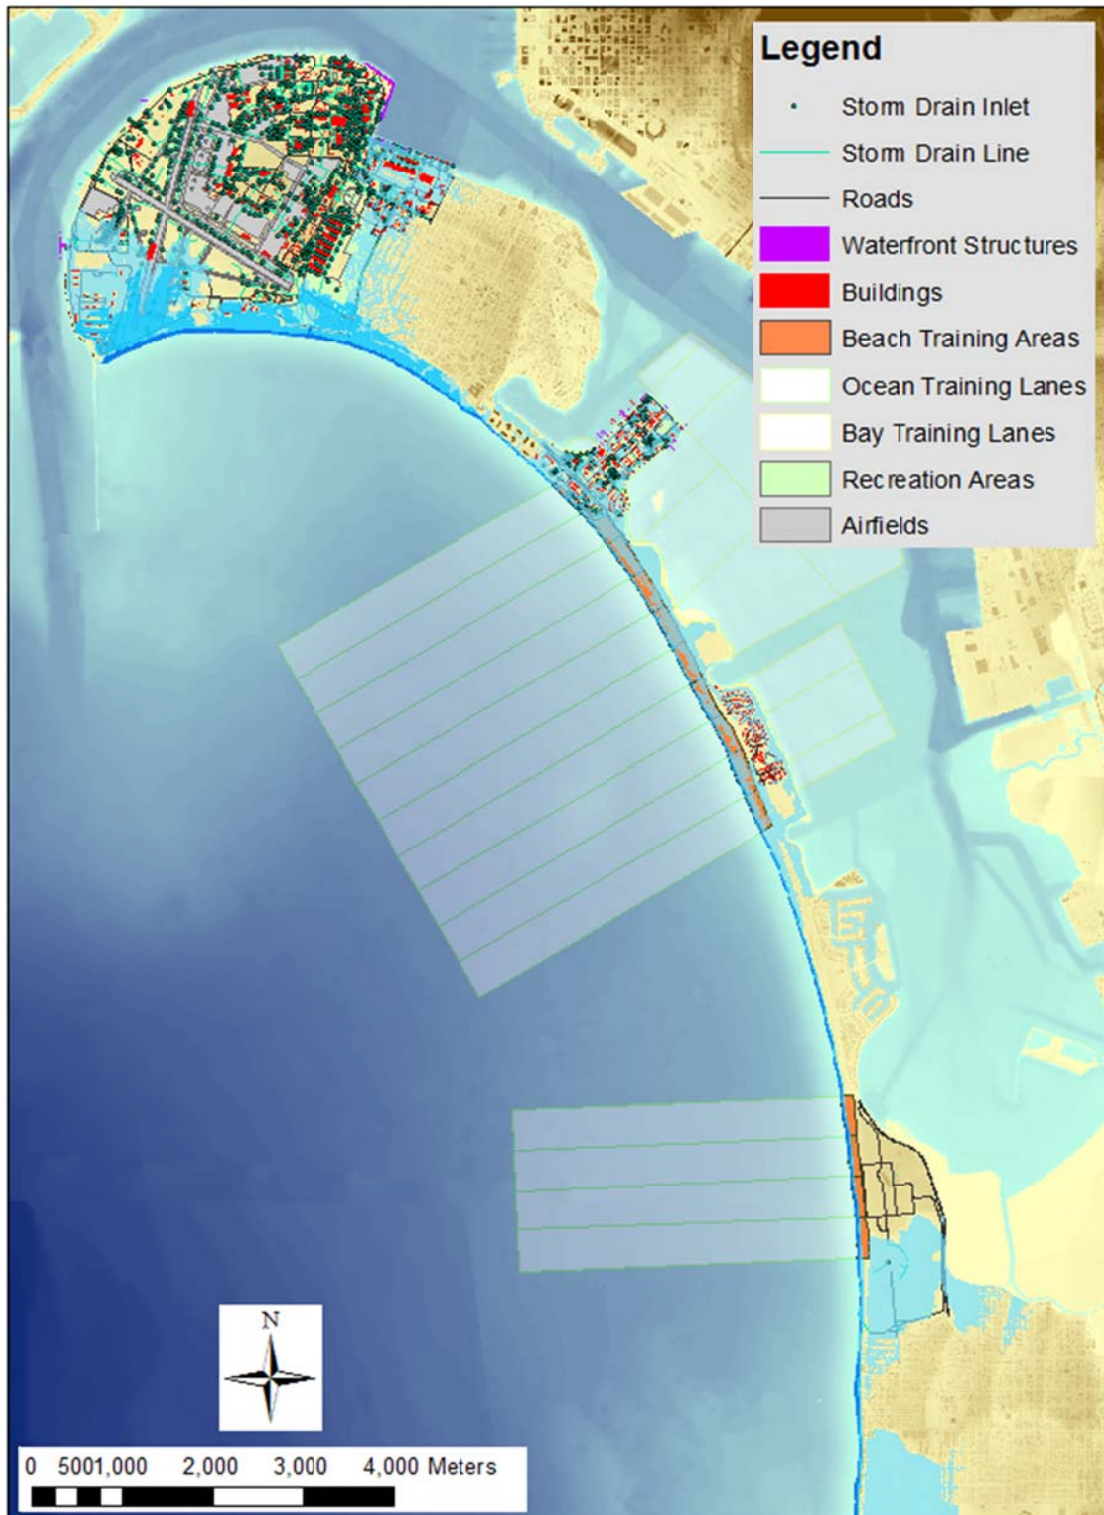 Legend
Storm Drain Inlet
Storm Drain Line
Roads
Waterfront Structures
Buildings
Beach Training Areas
Ocean Training Lanes
Bay Training Lanes
Recreation Areas
Airfields
N
0 5001,000 2,000 3,000 4,000 Meters